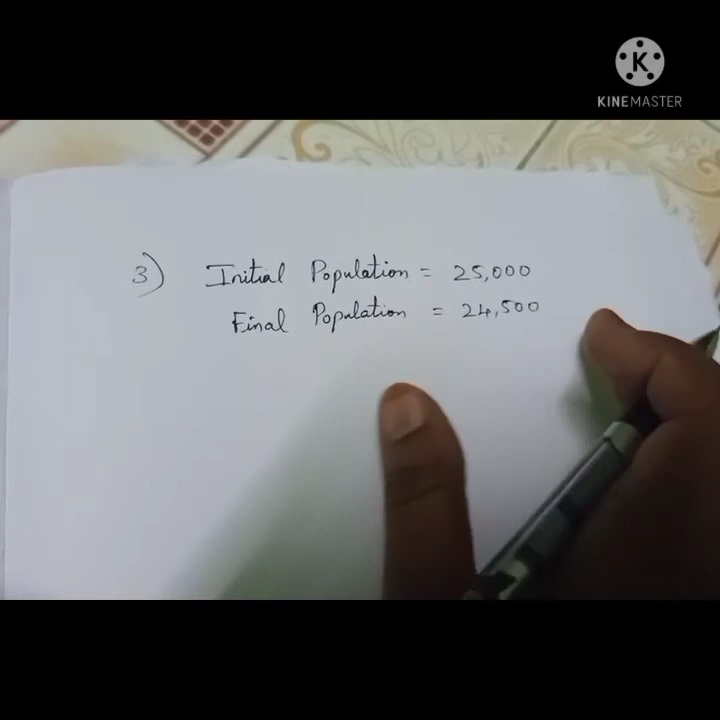 KINEMASTER
3) Initial Population = 25,000
Final Population = 24,500